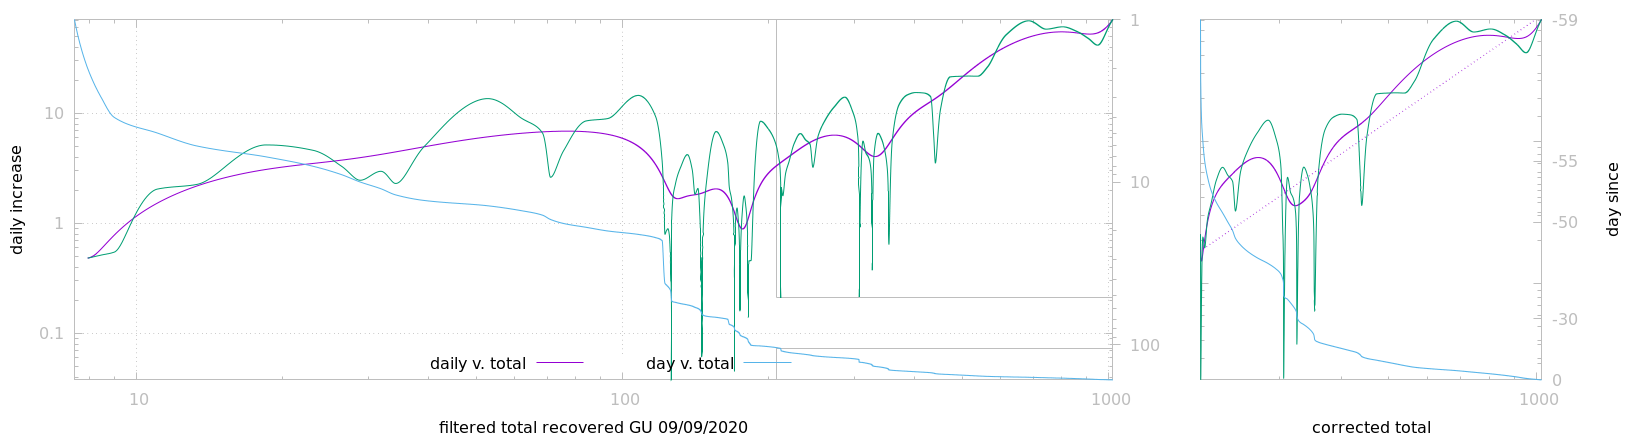 daily increase
10
1
0.1
1
10
100
daily v. total
day v. total
10
100
1000
filtered total recovered GU 09/09/2020
-59
-55
-50
-30
0
day since
1000
corrected total